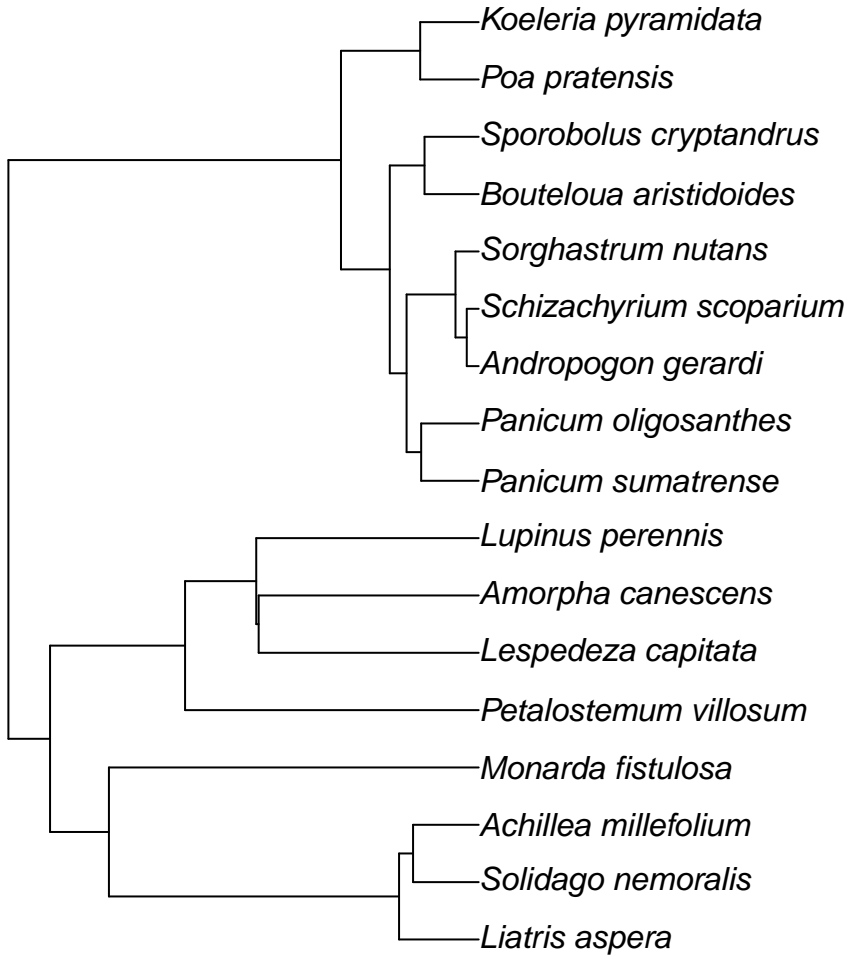 Koeleria pyramidata
Poa pratensis
Sporobolus cryptandrus
Bouteloua aristidoides
Sorghastrum nutans
Schizachyrium scoparium
Andropogon gerardi
Panicum oligosanthes
Panicum sumatrense
Lupinus perennis
Amorpha canescens
Lespedeza capitata
Petalostemum villosum
Monarda fistulosa
Achillea millefolium
Solidago nemoralis
Liatris aspera